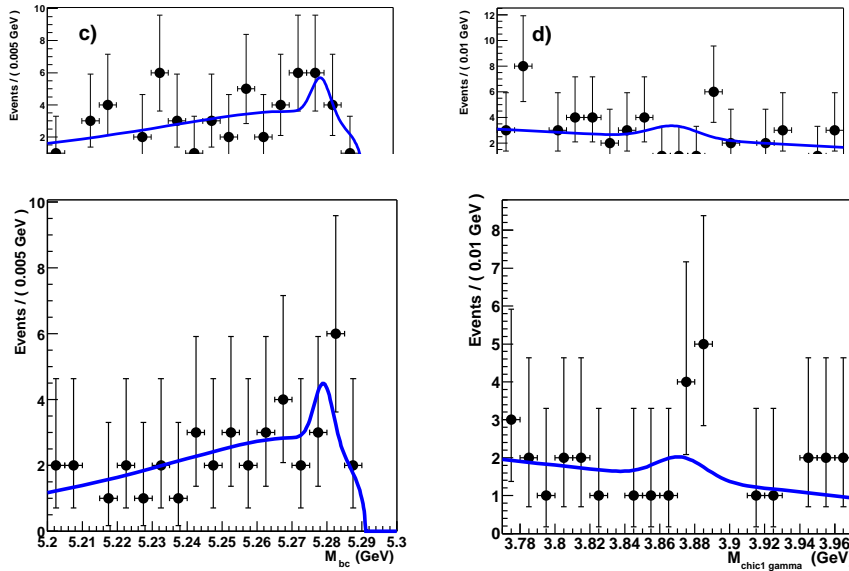 c)
Events / ( 0.005 GeV )
10
8
6
4
2
d)
Events / ( 0.01 GeV )
12
10
8
6
4
2
Events / ( 0.005 GeV )
10
8
6
4
2
0
5.2 5.21 5.22 5.23 5.24 5.25 5.26 5.27 5.28 5.29 5.3
M bc (GeV)
Events / ( 0.01 GeV )
8
7
6
5
4
3
2
1
0
3.78 3.8 3.82 3.84 3.86 3.88 3.9 3.92 3.94 3.96
M chic1 gamma (GeV)